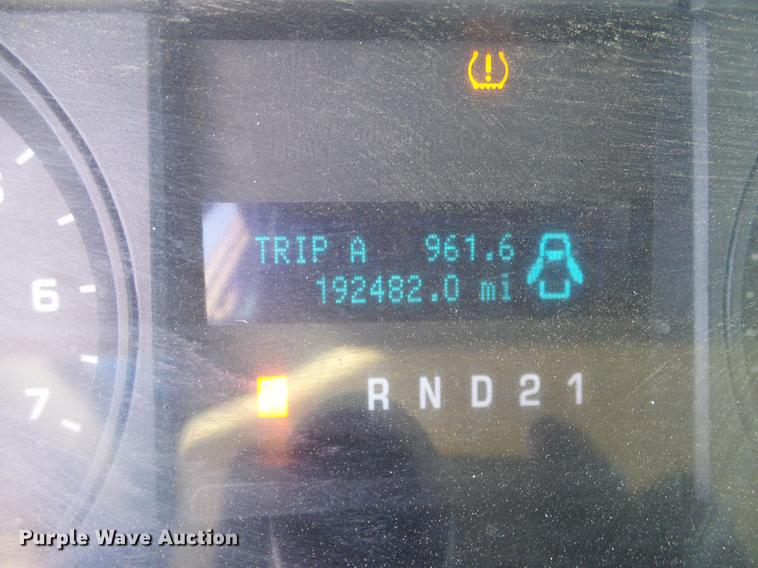 TRIP A 961.6
192482.0 mi
6
R N D 2 1
7
Purple Wave Auction